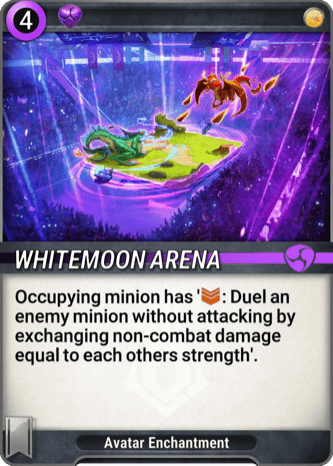 4
WHITEMOON ARENA
Occupying minion has ': Duel an
enemy minion without attacking by
exchanging non-combat damage
equal to each others strength'.
Avatar Enchantment